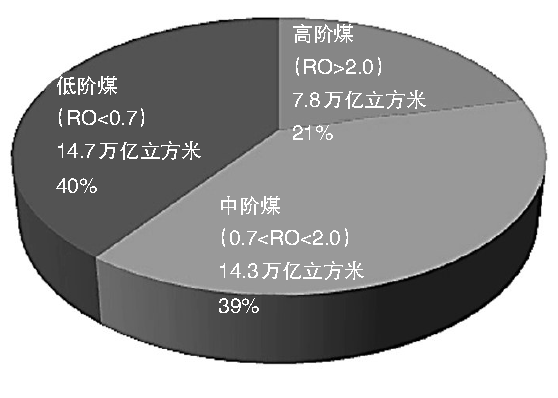 高阶煤
(RO>2.0)
7.8万亿立方米
21%
低阶煤
(RO<0.7)
14.7万亿立方米
40%
中阶煤
(0.7<RO<2.0)
14.3万亿立方米
39%